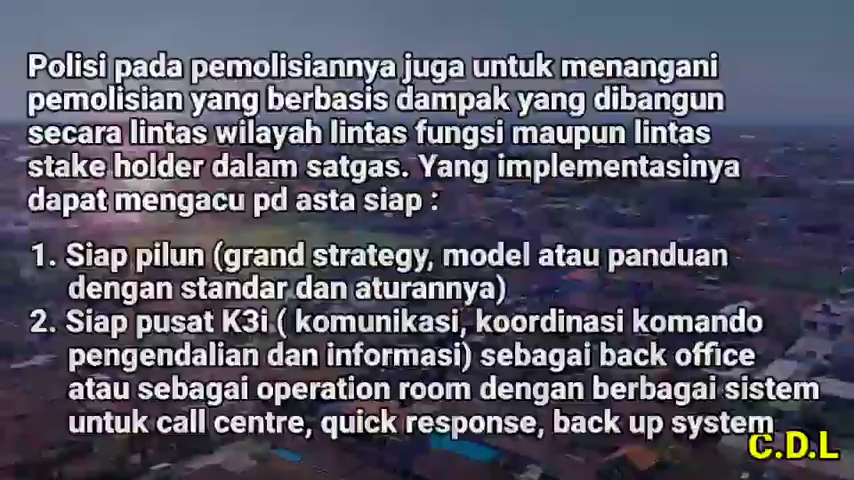 Polisi pada pemolisiannya juga untuk menangani
pemolisian yang berbasis dampak yang dibangun
secara lintas wilayah lintas fungsi maupun lintas
stake holder dalam satgas. Yang implementasinya
dapat mengacu pd asta siap :
1. Siap pilun (grand strategy, model atau panduan
dengan standar dan aturannya)
2. Siap pusat K3i ( komunikasi, koordinasi komando
pengendalian dan informasi) sebagai back office
atau sebagai operation room dengan berbagai sistem
untuk call centre, quick response, back up system
C.D.L